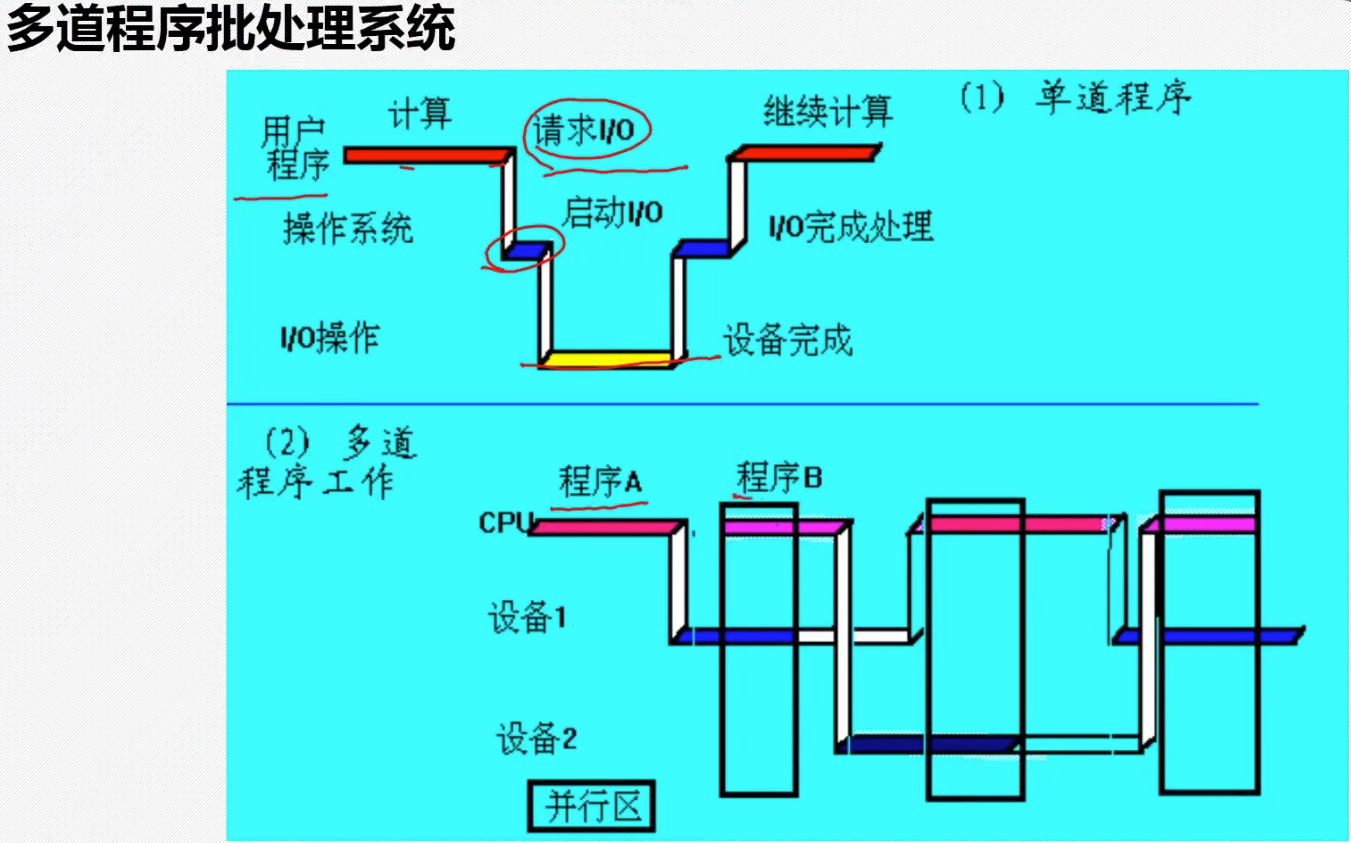 多道程序批处理系统
(1) 单道程序
计算
请求I/O
继续计算
用户
程序
操作系统
启动I/O
I/O完成处理
I/O操作
设备完成
(2) 多道
程序工作
程序A
程序B
CPU
设备1
设备2
并行区